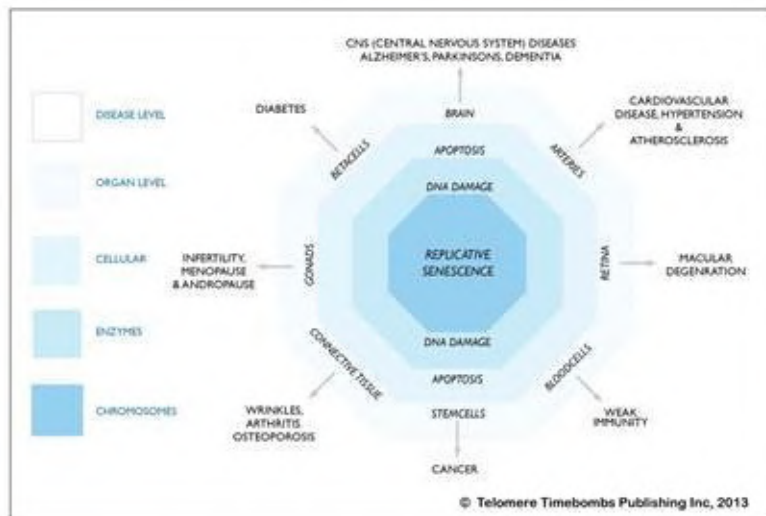 CNS (CENTRAL NERVOUS SYSTEM) DISEASES
ALZHEIMER'S, PARKINSONS, DEMENTIA
DIABETES
BRAIN
CARDIOVASCULAR
DISEASE, HYPERTENSION
&
ATHEROSCLEROSIS
DISEASE LEVEL
BETACELLS
APOPTOSIS
ARTERIES
ORGAN LEVEL
DNA DAMAGE
CELLULAR
INFERTILITY,
MENOPAUSE
& ANDROPAUSE
GONADS
REPLICATIVE
SENESCENCE
RETINA
MACULAR
DEGENRATION
ENZYMES
DNA DAMAGE
CONNECTIVE TISSUE
APOPTOSIS
BLOODCELLS
CHROMOSOMES
WRINKLES,
ARTHRITIS
OSTEOPOROSIS
STEMCELLS
WEAK
IMMUNITY
CANCER
© Telomere Timebombs Publishing Inc, 2013